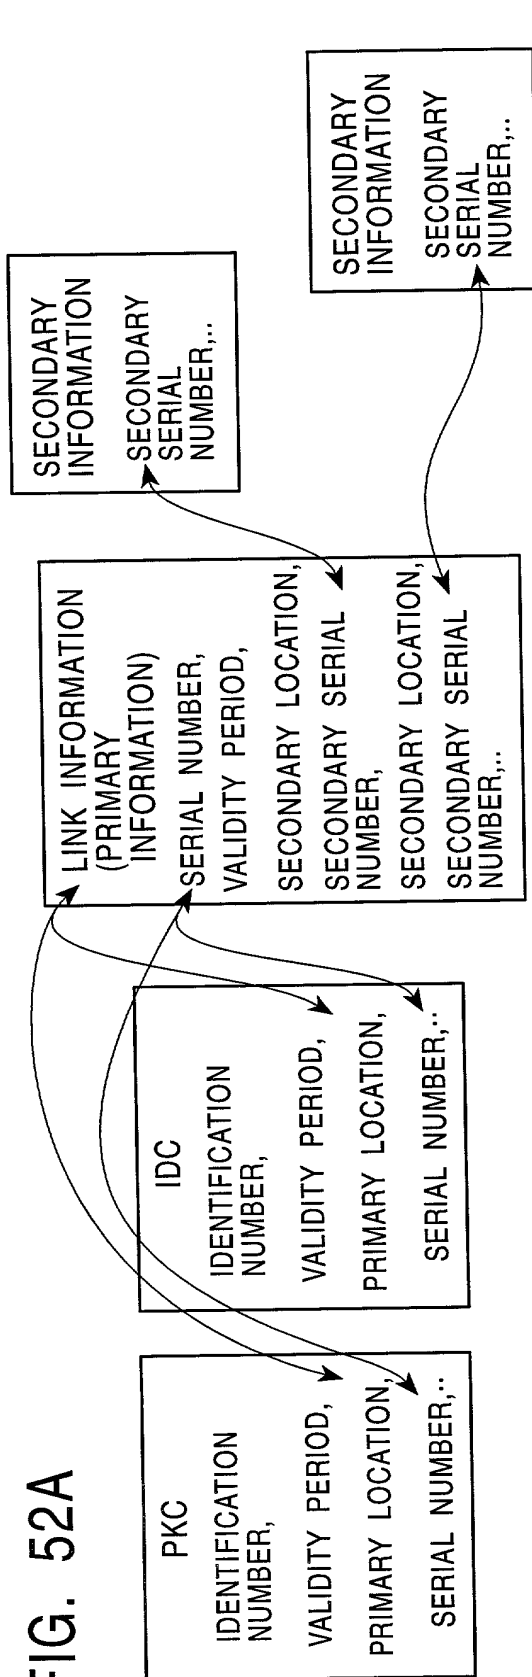 FIG. 52A
PKC
IDENTIFICATION
NUMBER,
VALIDITY PERIOD,
PRIMARY LOCATION,
SERIAL NUMBER,..
IDC
IDENTIFICATION
NUMBER,
VALIDITY PERIOD,
PRIMARY LOCATION,
SERIAL NUMBER,..
LINK INFORMATION
(PRIMARY
INFORMATION)
SERIAL NUMBER,
VALIDITY PERIOD,
SECONDARY LOCATION,
SECONDARY SERIAL
NUMBER,
SECONDARY LOCATION,
SECONDARY SERIAL
NUMBER,..
SECONDARY
INFORMATION
SECONDARY
SERIAL
NUMBER,..
SECONDARY
INFORMATION
SECONDARY
SERIAL
NUMBER,..